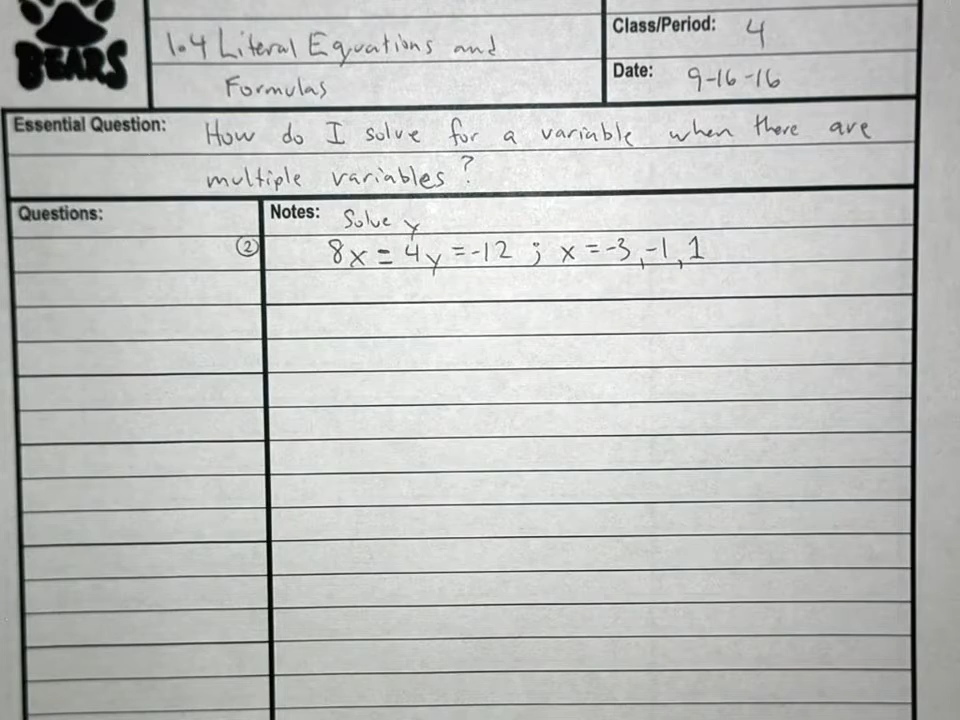 BEARS
1.4 Literal Equations and
Formulas
Class/Period: 4
Date: 9-16-16
Essential Question: How do I solve for a variable when there are
multiple variables?
Questions:
Notes: Solve y
② 8x = 4y = -12 ; x = -3, -1, 1